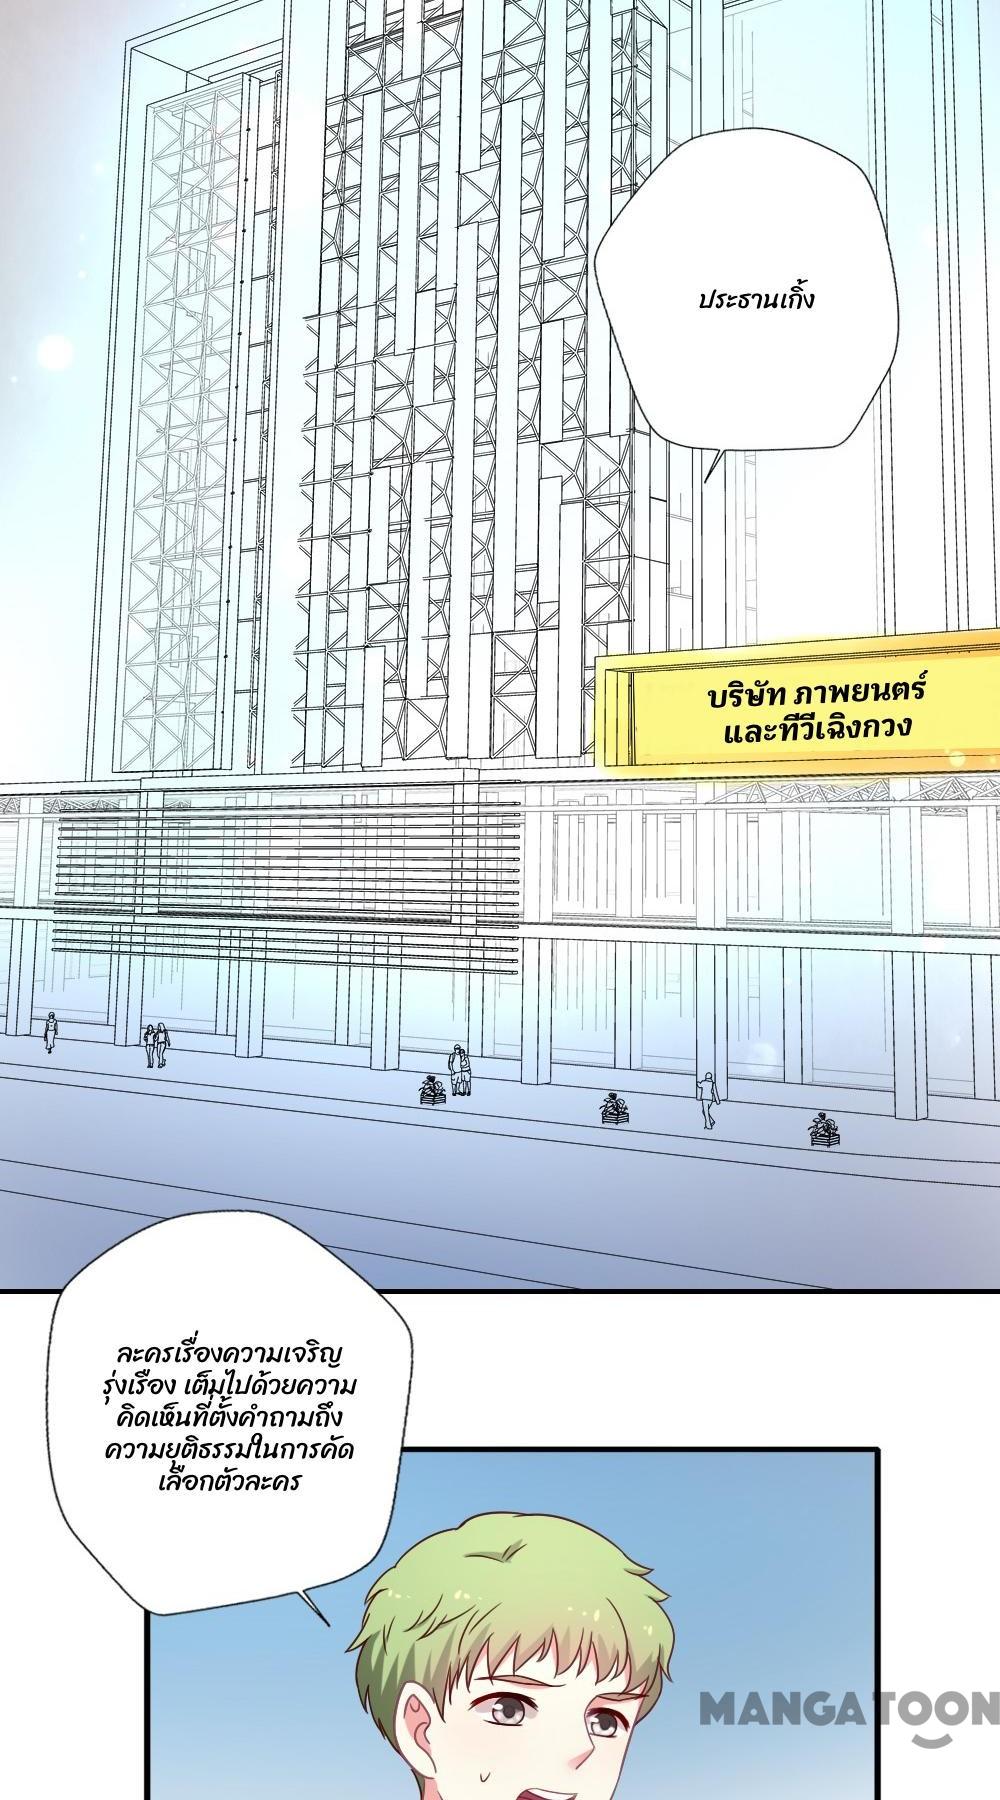 ประธานเกิ้ง
บริษัท ภาพยนตร์
และทีวีเฉิงกวง
ละครเรื่องความเจริญ
รุ่งเรือง เต็มไปด้วยความ
คิดเห็นที่ตั้งคำถามถึง
ความยุติธรรมในการคัด
เลือกตัวละคร
MANGATOON